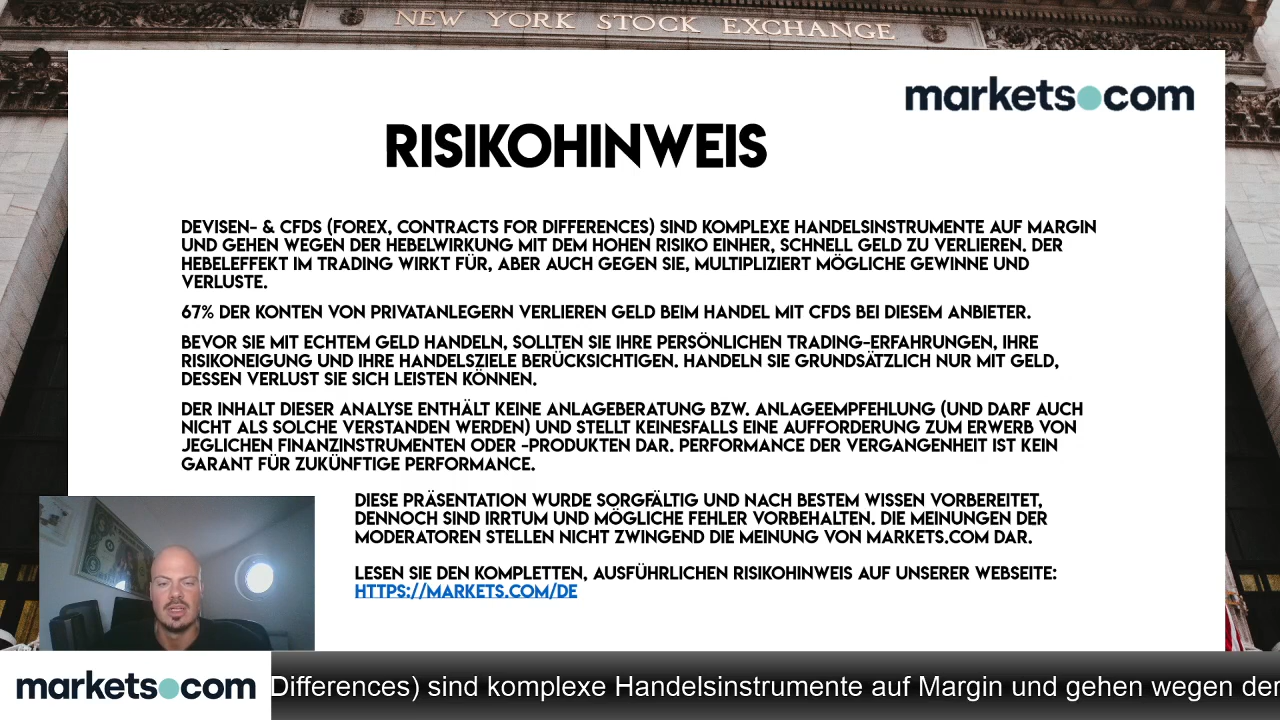 NEW YORK STOCK EXCHANGE
markets.com
RISIKOHINWEIS
DEVISEN- & CFDS (FOREX, CONTRACTS FOR DIFFERENCES) SIND KOMPLEXE HANDELSINSTRUMENTE AUF MARGIN
UND GEHEN WEGEN DER HEBELWIRKUNG MIT DEM HOHEN RISIKO EINHER, SCHNELL GELD ZU VERLIEREN. DER
HEBELEFFEKT IM TRADING WIRKT FÜR, ABER AUCH GEGEN SIE, MULTIPLIZIERT MÖGLICHE GEWINNE UND
VERLUSTE.
67% DER KONTEN VON PRIVATANLEGERN VERLIEREN GELD BEIM HANDEL MIT CFDS BEI DIESEM ANBIETER.
BEVOR SIE MIT ECHTEM GELD HANDELN, SOLLTEN SIE IHRE PERSÖNLICHEN TRADING-ERFAHRUNGEN, IHRE
RISIKONEIGUNG UND IHRE HANDELSZIELE BERÜCKSICHTIGEN. HANDELN SIE GRUNDSÄTZLICH NUR MIT GELD,
DESSEN VERLUST SIE SICH LEISTEN KÖNNEN.
DER INHALT DIESER ANALYSE ENTHÄLT KEINE ANLAGEBERATUNG BZW. ANLAGEEMPFEHLUNG (UND DARF AUCH
NICHT ALS SOLCHE VERSTANDEN WERDEN) UND STELLT KEINESFALLS EINE AUFFORDERUNG ZUM ERWERB VON
JEGLICHEN FINANZINSTRUMENTEN ODER -PRODUKTEN DAR. PERFORMANCE DER VERGANGENHEIT IST KEIN
GARANT FÜR ZUKÜNFTIGE PERFORMANCE.
DIESE PRÄSENTATION WURDE SORGFÄLTIG UND NACH BESTEM WISSEN VORBEREITET,
DENNOCH SIND IRRTUM UND MÖGLICHE FEHLER VORBEHALTEN. DIE MEINUNGEN DER
MODERATOREN STELLEN NICHT ZWINGEND DIE MEINUNG VON MARKETS.COM DAR.
LESEN SIE DEN KOMPLETTEN, AUSFÜHRLICHEN RISIKOHINWEIS AUF UNSERER WEBSEITE:
HTTPS://MARKETS.COM/DE
markets.com
Differences) sind komplexe Handelsinstrumente auf Margin und gehen wegen der